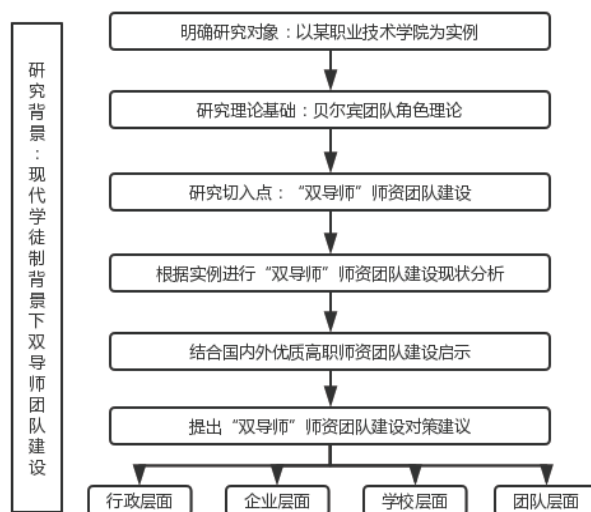 研究背景：现代学徒制背景下双导师团队建设
明确研究对象：以某职业技术学院为实例
研究理论基础：贝尔宾团队角色理论
研究切入点：“双导师”师资团队建设
根据实例进行“双导师”师资团队建设现状分析
结合国内外优质高职师资团队建设启示
提出“双导师”师资团队建设对策建议
行政层面
企业层面
学校层面
团队层面